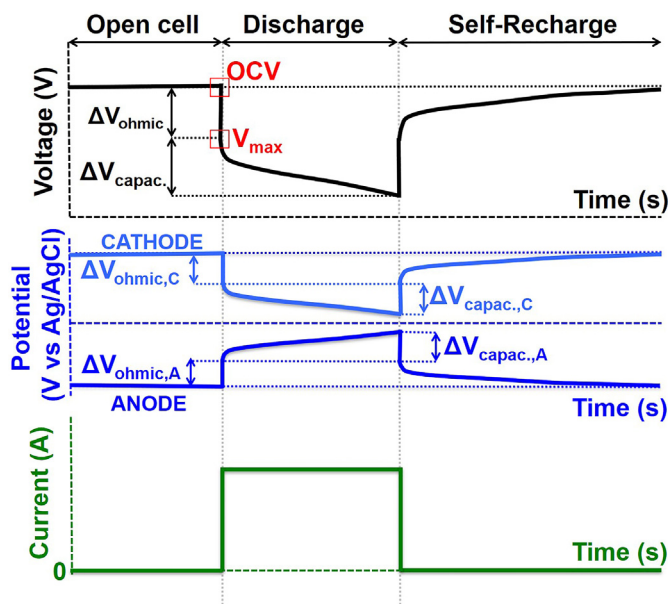 Open cell
Discharge
Self-Recharge
OCV
ΔVohmic
Vmax
ΔVcapac.
Voltage (V)
Time (s)
CATHODE
ΔVohmic,C
ΔVcapac.,C
Potential
(V vs Ag/AgCl)
ΔVohmic,A
ΔVcapac.,A
ANODE
Time (s)
Current (A)
Time (s)
0